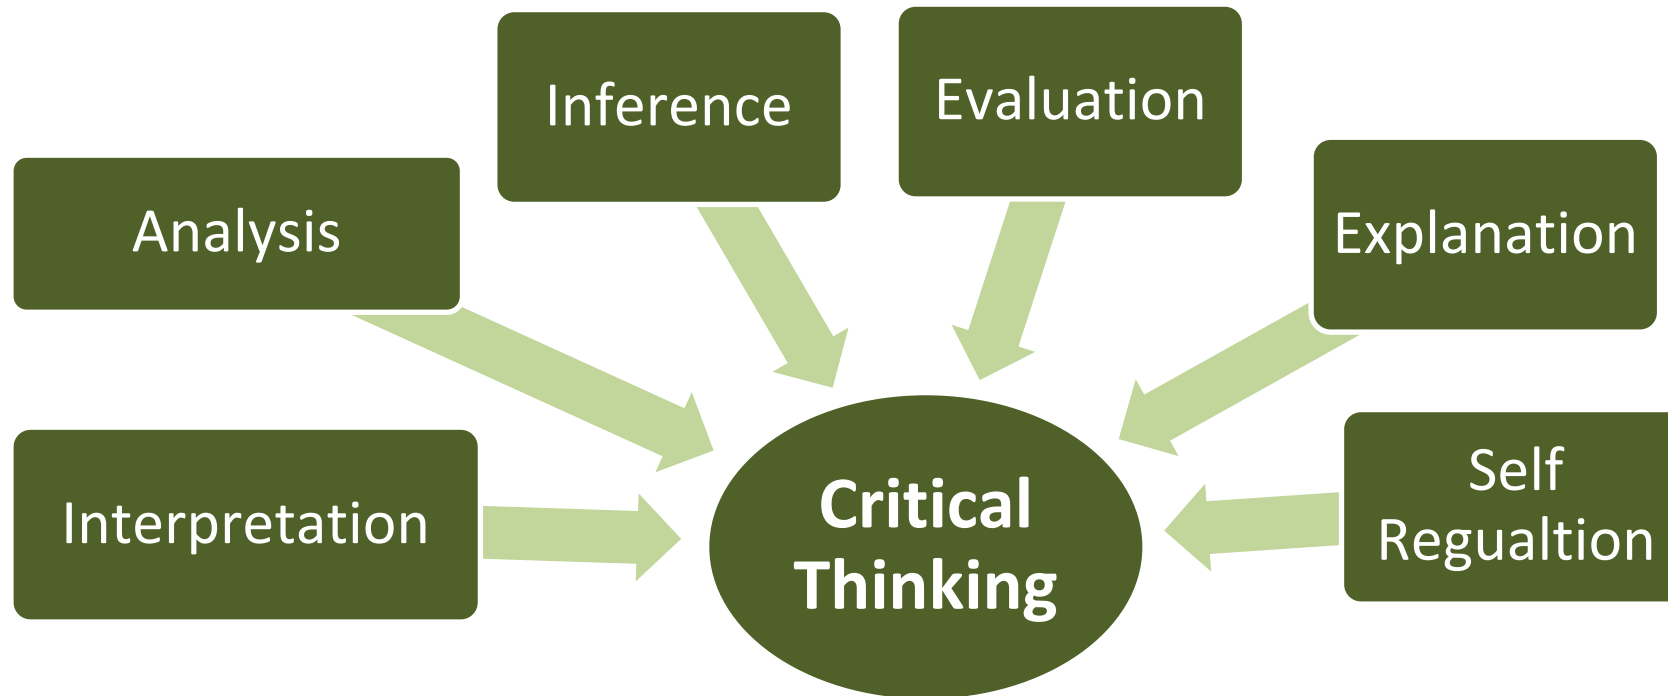 Inference
Evaluation
Analysis
Explanation
Interpretation
Critical
Thinking
Self
Regualtion